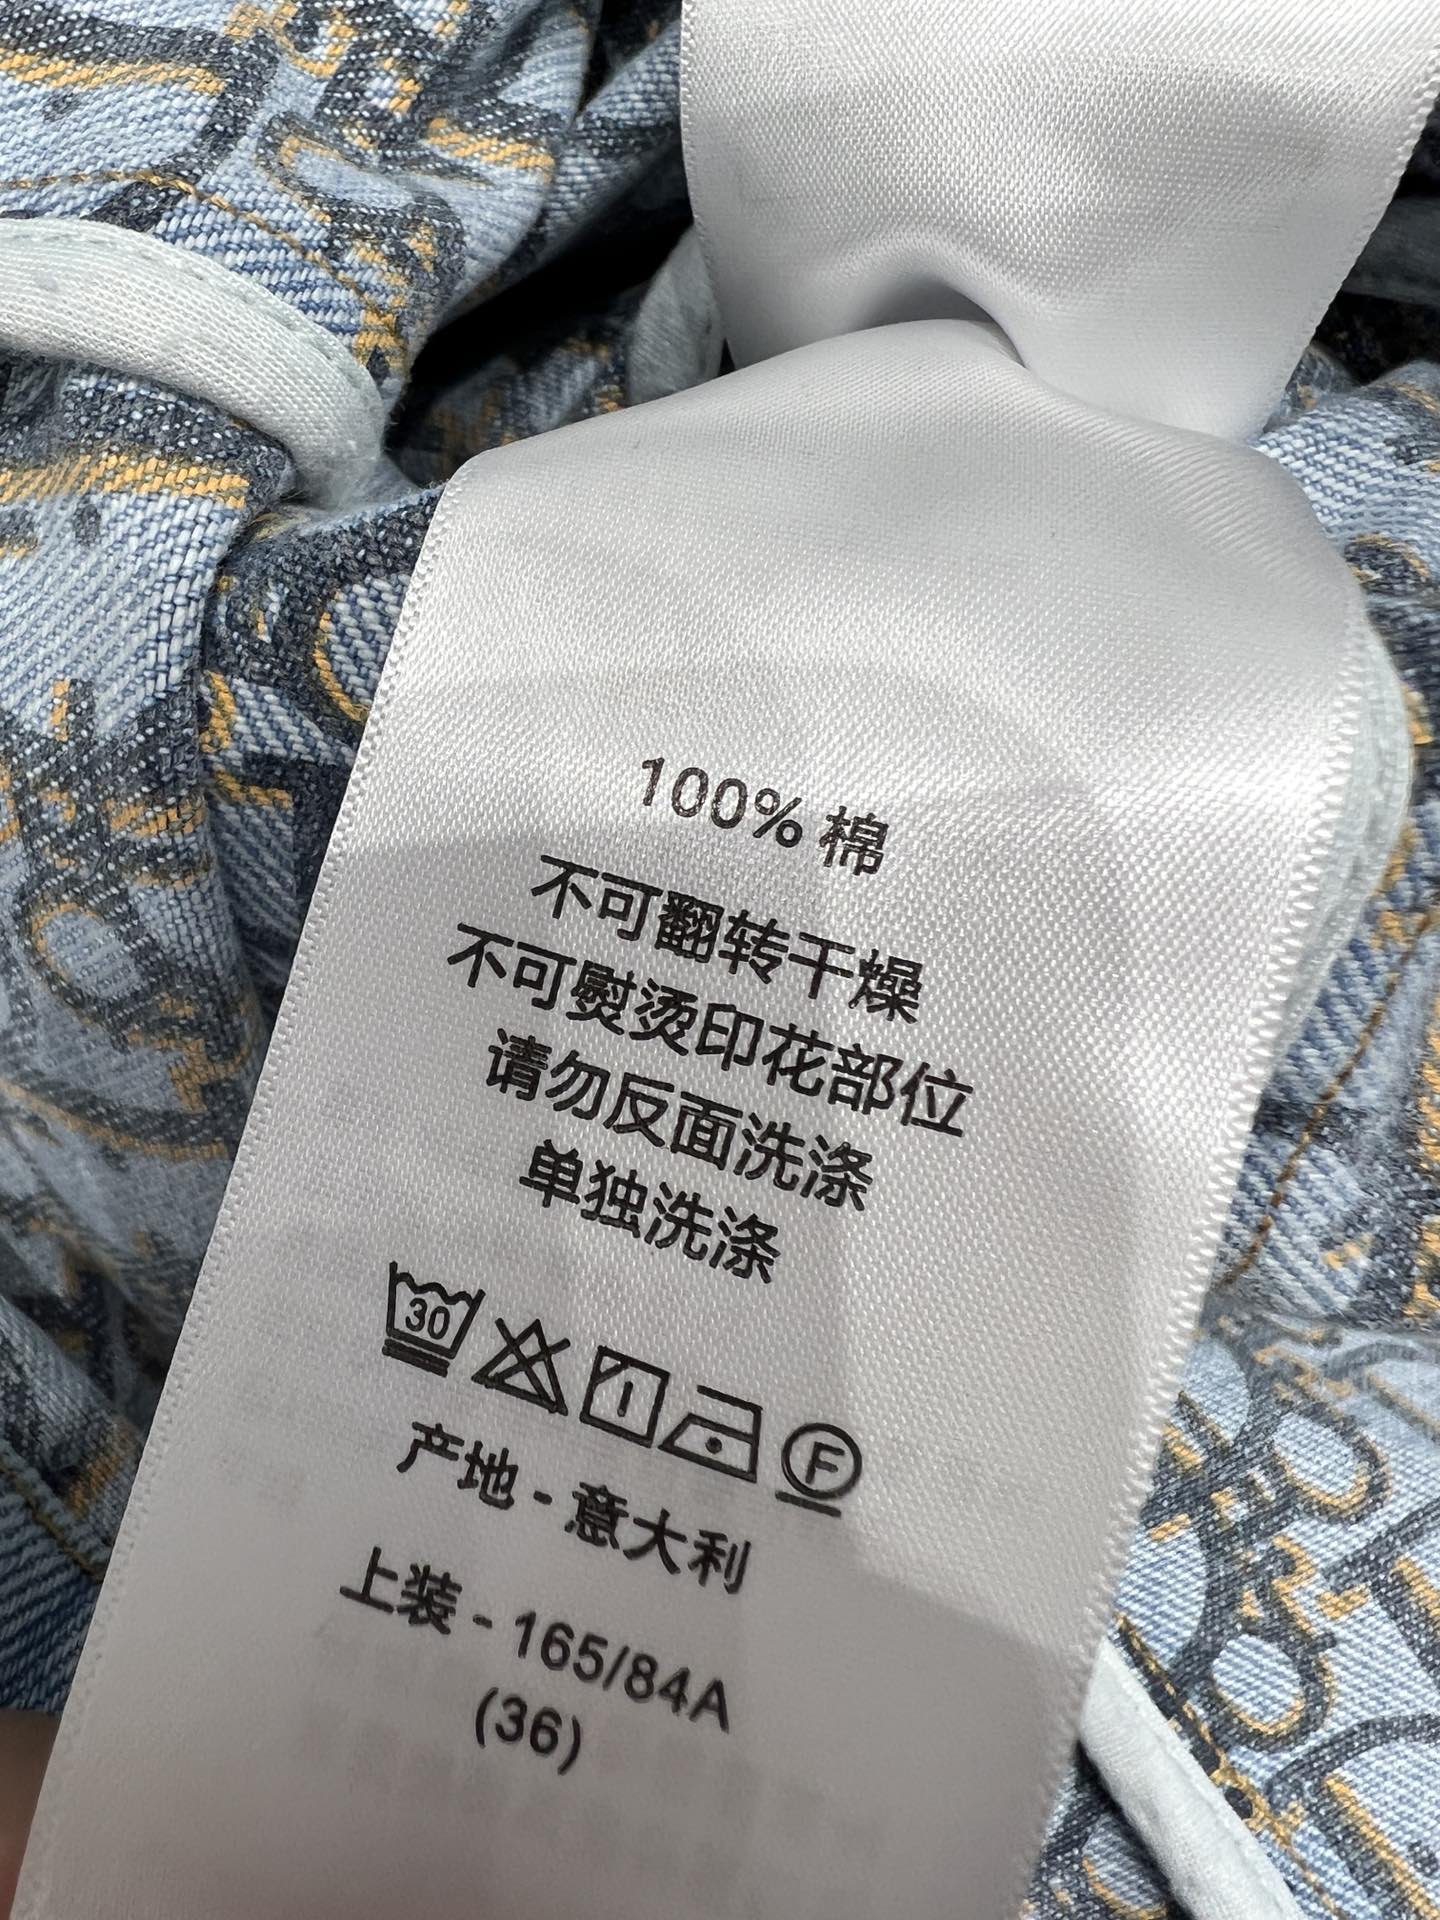 100% 棉
不可翻转干燥
不可熨烫印花部位
请勿反面洗涤
单独洗涤
30
F
产地 - 意大利
上装 - 165/84A
(36)